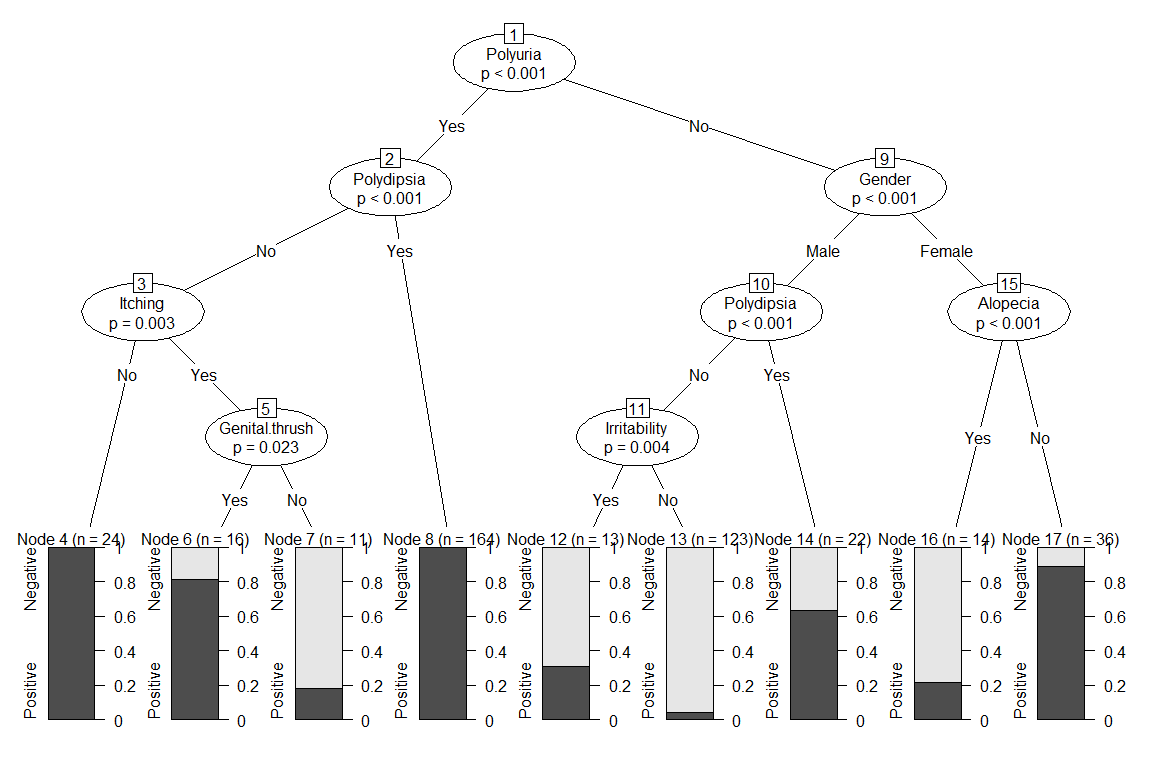 1
Polyuria
p < 0.001
Yes
No
2
Polydipsia
p < 0.001
9
Gender
p < 0.001
No
Yes
Male
Female
3
Itching
p = 0.003
10
Polydipsia
p < 0.001
15
Alopecia
p < 0.001
No
Yes
No
Yes
Yes
No
5
Genital.thrush
p = 0.023
11
Irritability
p = 0.004
Yes
No
Yes
No
Node 4 (n = 24)
Negative
Positive
1
0.8
0.6
0.4
0.2
0
Node 6 (n = 16)
Negative
Positive
1
0.8
0.6
0.4
0.2
0
Node 7 (n = 11)
Negative
Positive
1
0.8
0.6
0.4
0.2
0
Node 8 (n = 164)
Negative
Positive
1
0.8
0.6
0.4
0.2
0
Node 12 (n = 13)
Negative
Positive
1
0.8
0.6
0.4
0.2
0
Node 13 (n = 123)
Negative
Positive
1
0.8
0.6
0.4
0.2
0
Node 14 (n = 22)
Negative
Positive
1
0.8
0.6
0.4
0.2
0
Node 16 (n = 14)
Negative
Positive
1
0.8
0.6
0.4
0.2
0
Node 17 (n = 36)
Negative
Positive
1
0.8
0.6
0.4
0.2
0